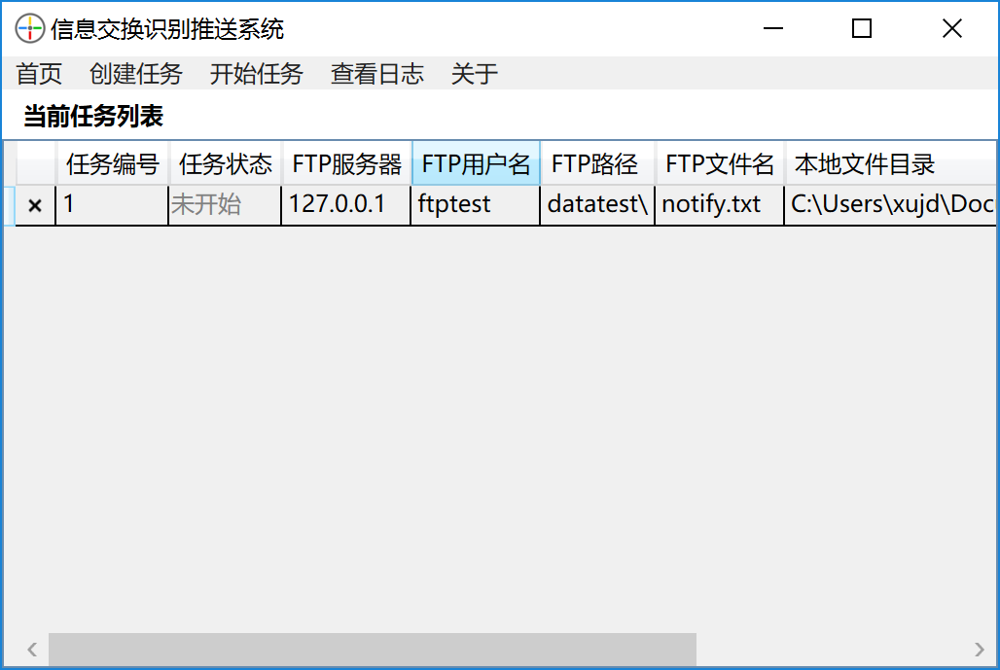 信息交换识别推送系统
首页 创建任务 开始任务 查看日志 关于
当前任务列表
任务编号 任务状态 FTP服务器 FTP用户名 FTP路径 FTP文件名 本地文件目录
1 未开始 127.0.0.1 ftptest datatest\ notify.txt C:\Users\xujd\Doc